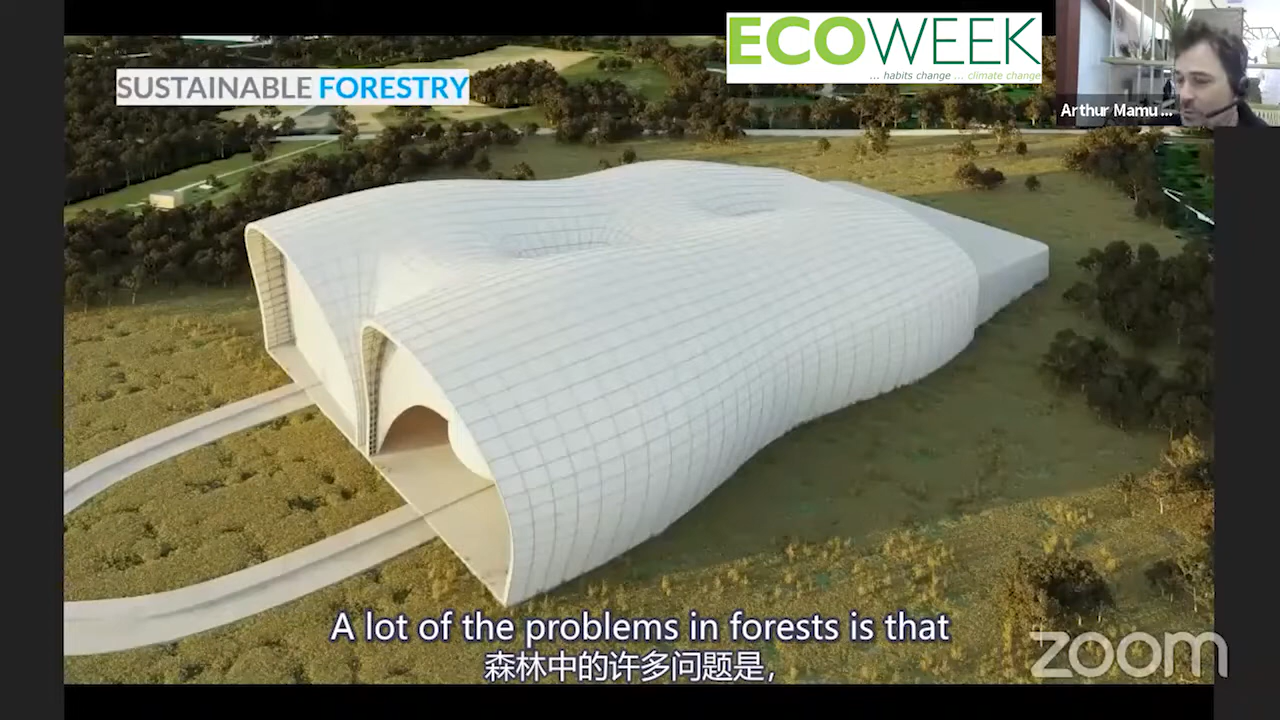 ECOWEEK
... habits change ... climate change
SUSTAINABLE FORESTRY
Arthur Mamu ...
A lot of the problems in forests is that
森林中的许多问题是，
zoom